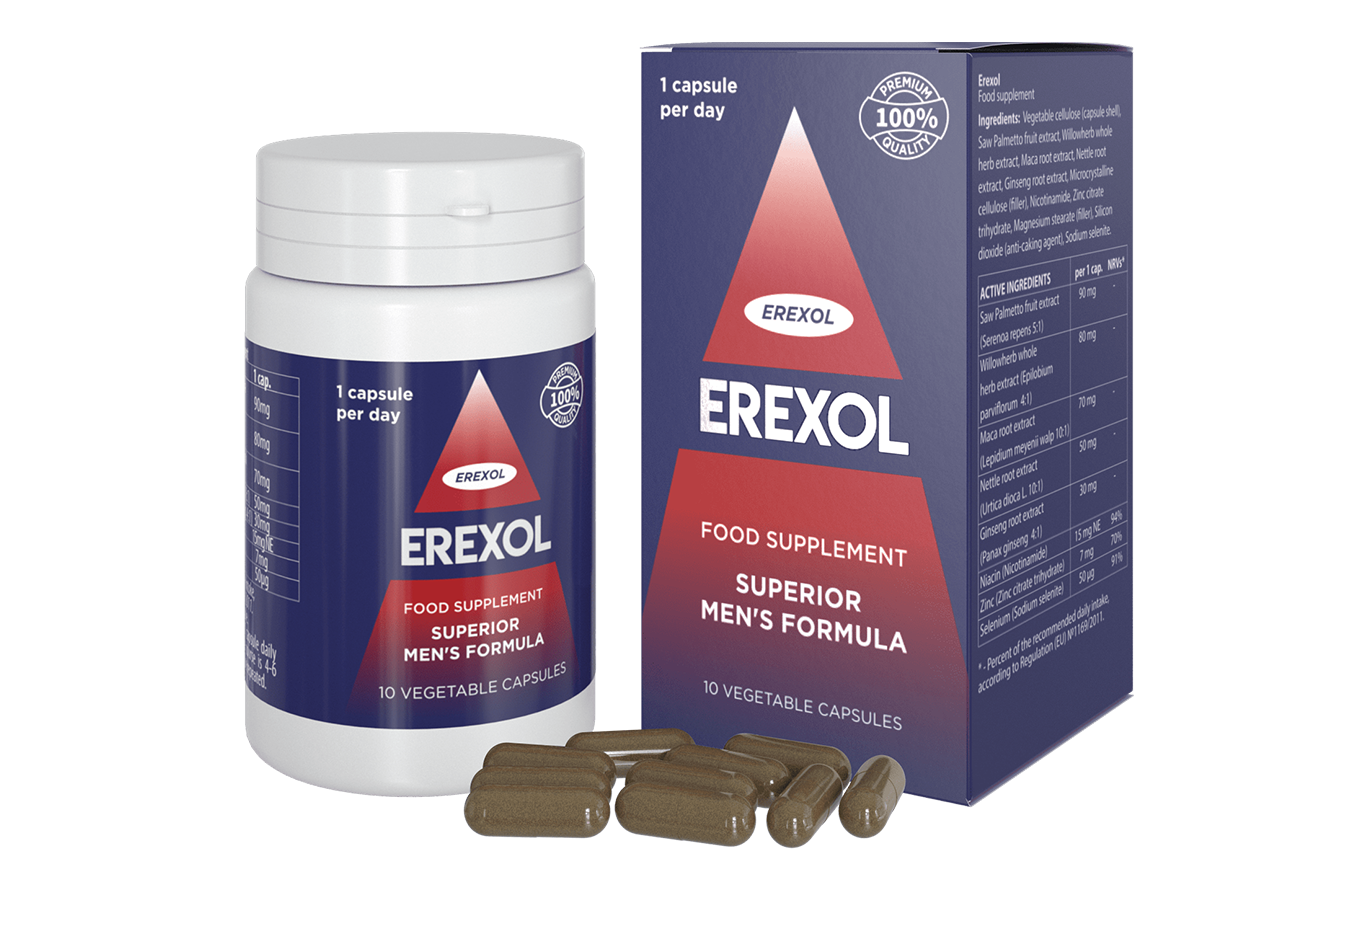 1 cap.
90mg
80mg
70mg
50mg
30mg
15mgNE
7mg
50µg
daily
is 4-6
1 capsule
per day
PREMIUM
100%
QUALITY
EREXOL
EREXOL
FOOD SUPPLEMENT
SUPERIOR
MEN'S FORMULA
10 VEGETABLE CAPSULES
1 capsule
per day
PREMIUM
100%
QUALITY
EREXOL
EREXOL
FOOD SUPPLEMENT
SUPERIOR
MEN'S FORMULA
10 VEGETABLE CAPSULES
Erexol
Food supplement
Ingredients: Vegetable cellulose (capsule shell),
Saw Palmetto fruit extract, Willowherb whole
herb extract, Maca root extract, Nettle root
extract, Ginseng root extract, Microcrystalline
cellulose (filler), Nicotinamide, Zinc citrate
trihydrate, Magnesium stearate (filler), Silicon
dioxide (anti-caking agent), Sodium selenite.
ACTIVE INGREDIENTS per 1 cap. NRVs*
Saw Palmetto fruit extract 90 mg -
(Serenoa repens 5:1)
Willowherb whole 80 mg -
herb extract (Epilobium
parviflorum 4:1)
Maca root extract 70 mg -
(Lepidium meyenii walp 10:1)
Nettle root extract 50 mg -
(Urtica dioca L. 10:1)
Ginseng root extract 30 mg -
(Panax ginseng 4:1)
Niacin (Nicotinamide) 15 mg NE 94%
Zinc (Zinc citrate trihydrate) 7 mg 70%
Selenium (Sodium selenite) 50 µg 91%
* - Percent of the recommended daily intake,
according to Regulation (EU) №1169/2011.